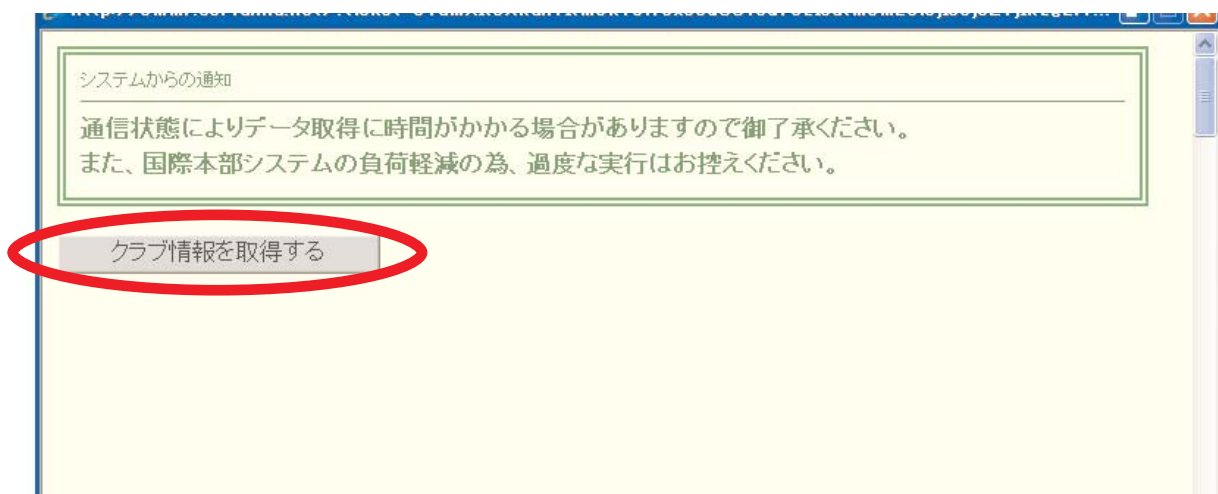 システムからの通知
通信状態によりデータ取得に時間がかかる場合がありますので御了承ください。
また、国際本部システムの負荷軽減の為、過度な実行はお控えください。
クラブ情報を取得する